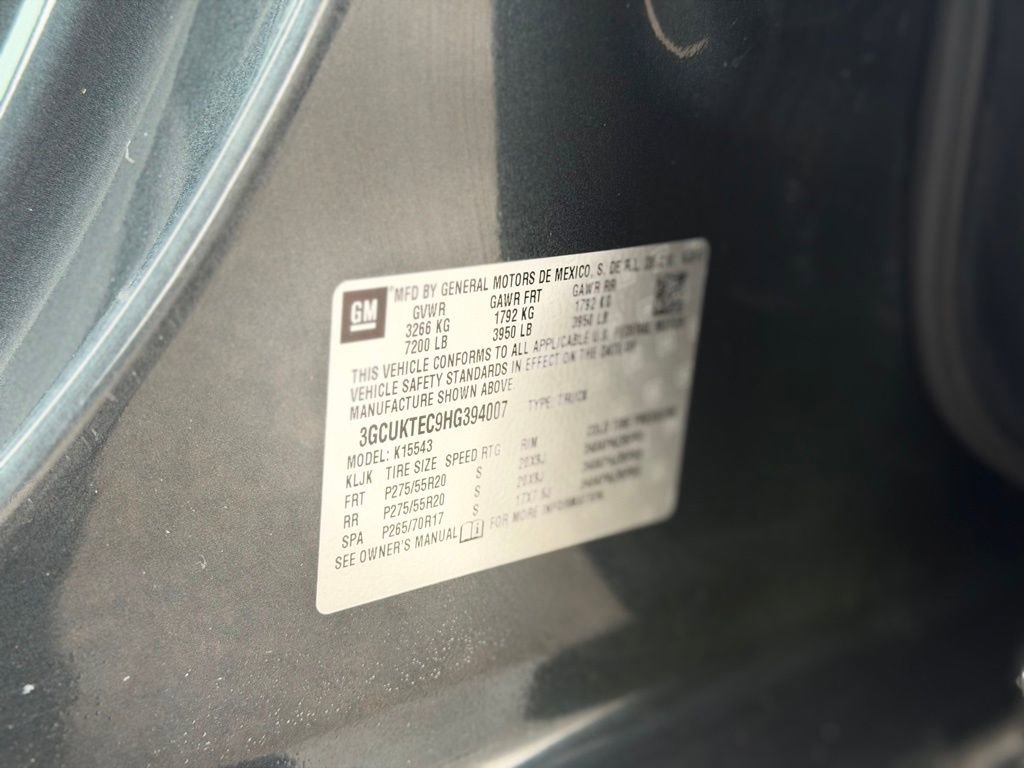 GM
MFD BY GENERAL MOTORS DE MEXICO, S. DE R.L. DE C.V.
GVWR GAWR FRT GAWR RR
3266 KG 1792 KG 1792 KG
7200 LB 3950 LB 3950 LB
THIS VEHICLE CONFORMS TO ALL APPLICABLE U.S. FEDERAL MOTOR
VEHICLE SAFETY STANDARDS IN EFFECT ON THE DATE OF
MANUFACTURE SHOWN ABOVE
3GCUKTEC9HG394007 TYPE: TRUCK
MODEL: K15543
KLJK TIRE SIZE SPEED RTG RIM COLD TIRE PRESSURE
FRT P275/55R20 S 20X9J
RR P275/55R20 S 20X9J
SPA P265/70R17 S 17X7.5J
SEE OWNER'S MANUAL FOR MORE INFORMATION.